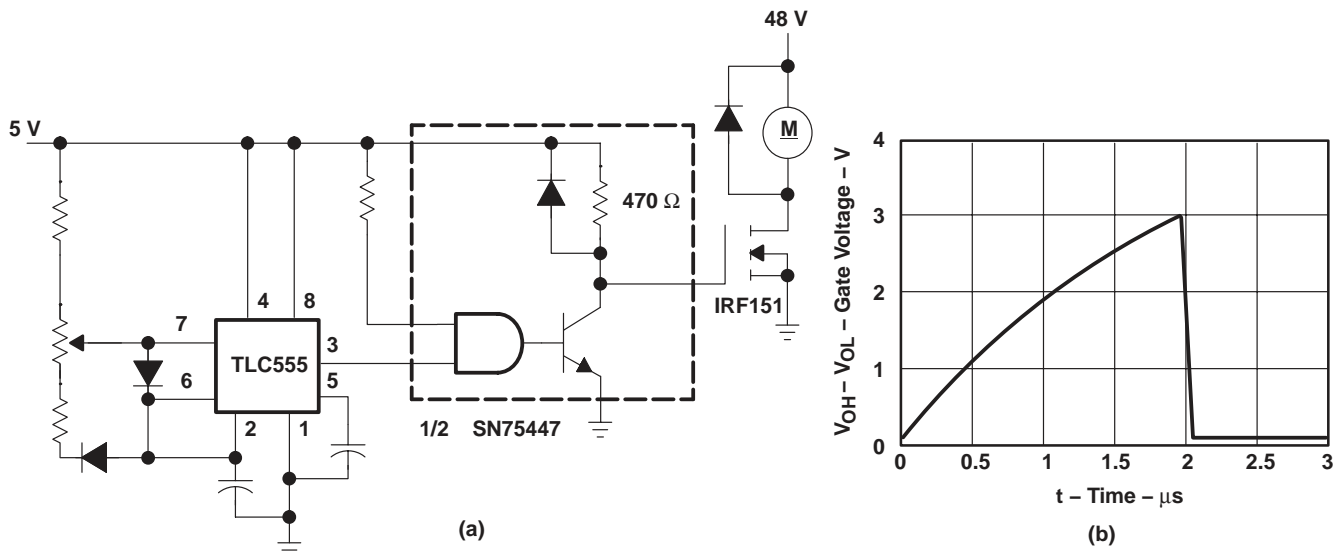 48 V
5 V
M
470 Ω
IRF151
4 8
7
3
TLC555
6
5
2 1
1/2 SN75447
(a)
VOH – VOL – Gate Voltage – V
4
3
2
1
0
0 0.5 1 1.5 2 2.5 3
t – Time – μs
(b)